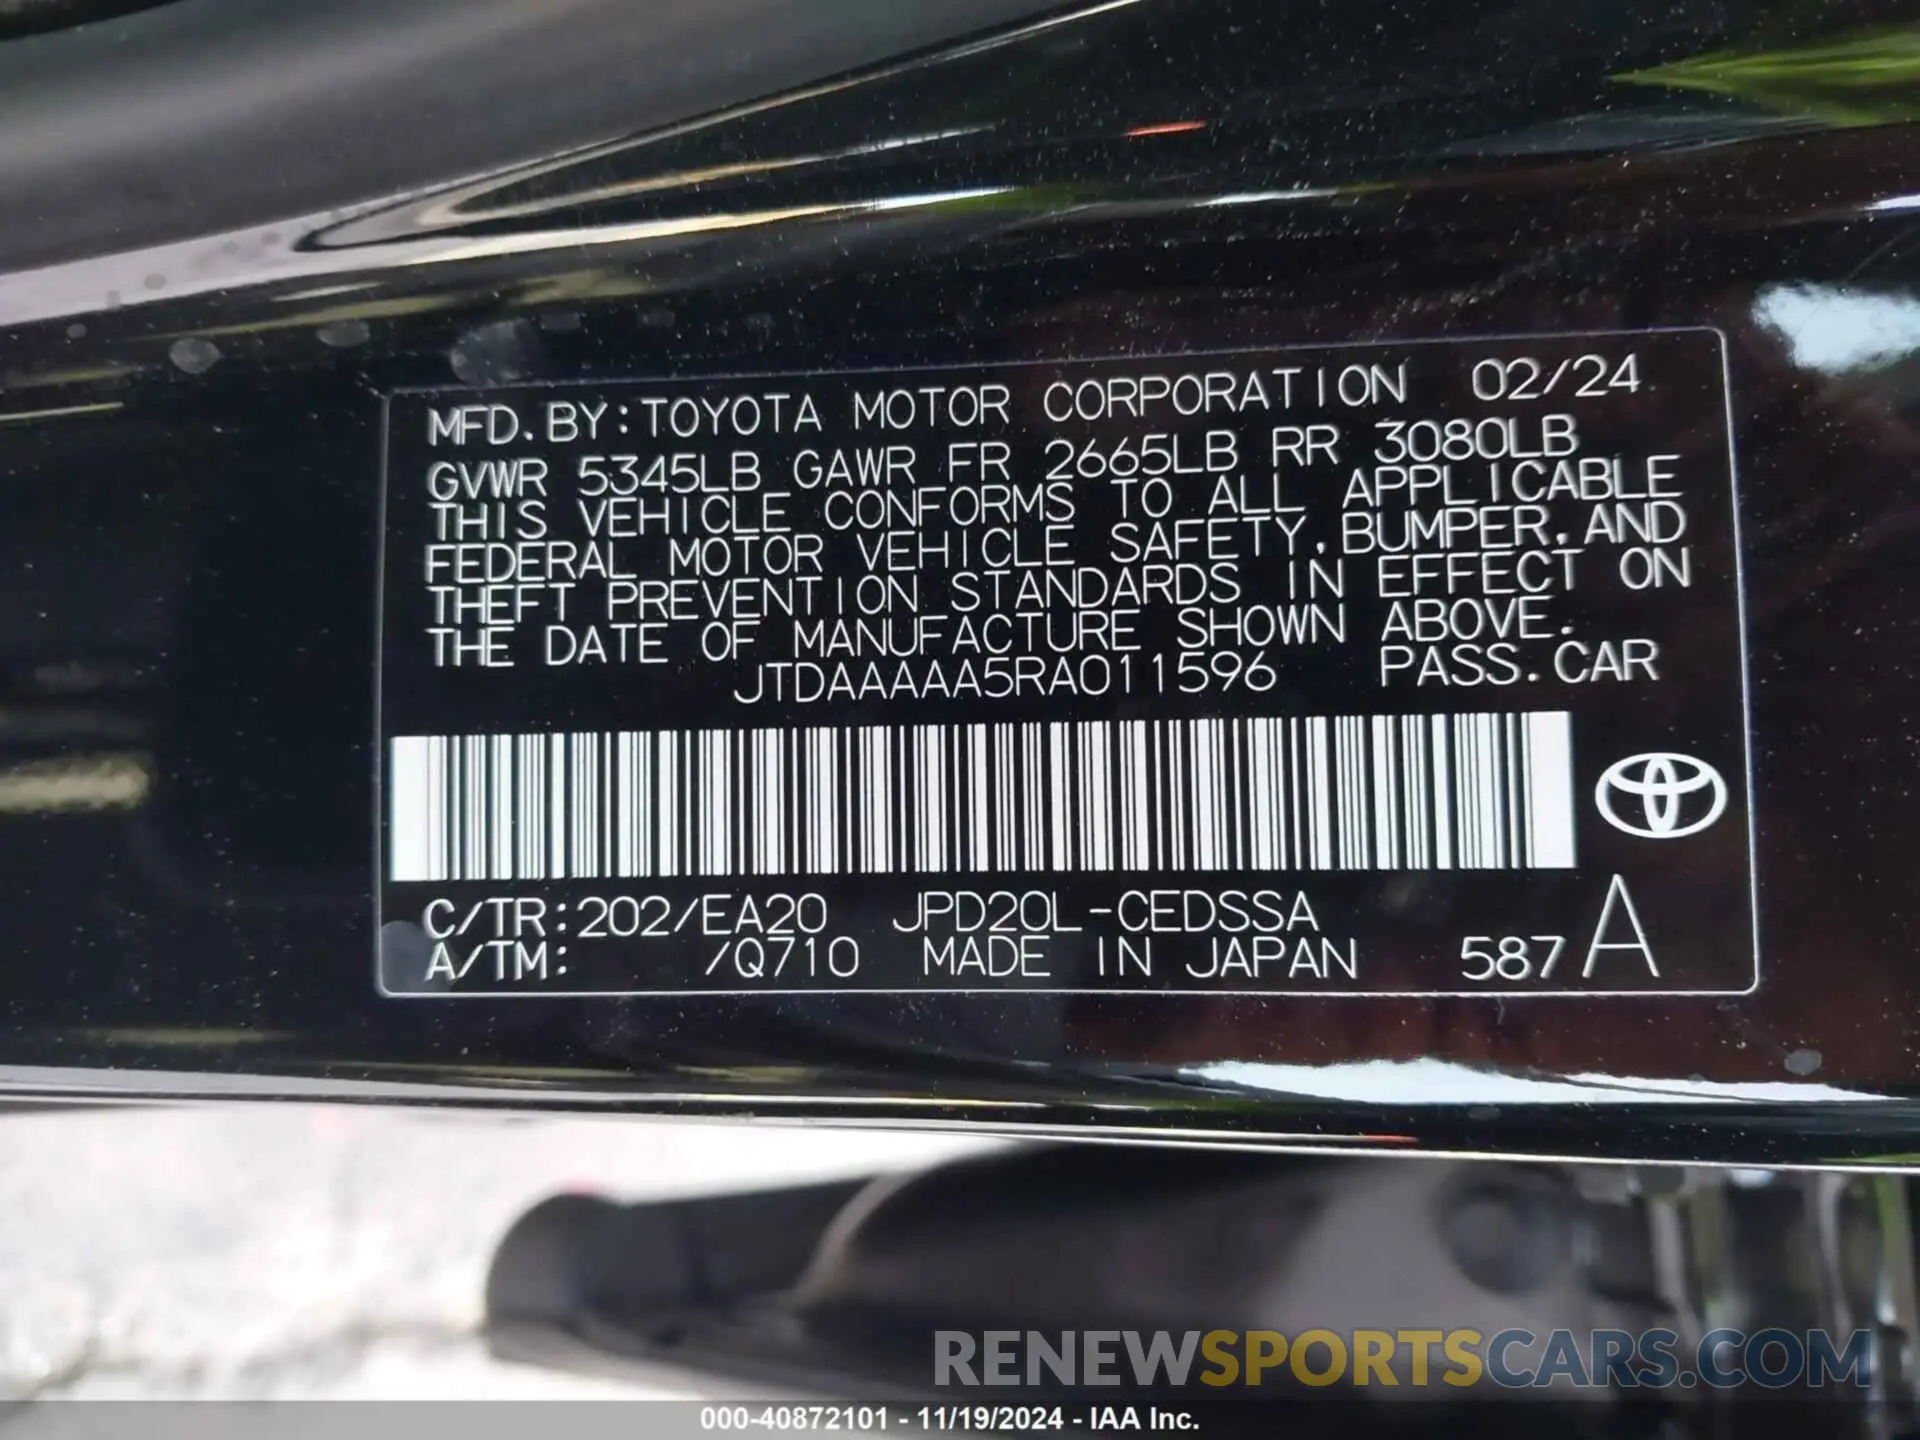 MFD.BY:TOYOTA MOTOR CORPORATION 02/24
GVWR 5345LB GAWR FR 2665LB RR 3080LB
THIS VEHICLE CONFORMS TO ALL APPLICABLE
FEDERAL MOTOR VEHICLE SAFETY,BUMPER,AND
THEFT PREVENTION STANDARDS IN EFFECT ON
THE DATE OF MANUFACTURE SHOWN ABOVE.
JTDAAAAA5RA011596 PASS.CAR
C/TR:202/EA20 JPD20L-CEDSSA
A/TM: /Q710 MADE IN JAPAN 587 A
RENEWSPORTSCARS.COM
000-40872101 - 11/19/2024 - IAA Inc.